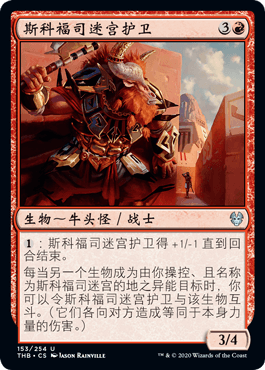 斯科福司迷宫护卫 3
生物～牛头怪／战士
1：斯科福司迷宫护卫得+1/-1直到回
合结束。
每当另一个生物成为由你操控、且名称
为斯科福司迷宫的地之异能目标时，你
可以令斯科福司迷宫护卫与该生物互
斗。（它们各向对方造成等同于本身力
量的伤害。）
3/4
153/254 U
THB • CS JASON RAINVILLE
™ & © 2020 Wizards of the Coast